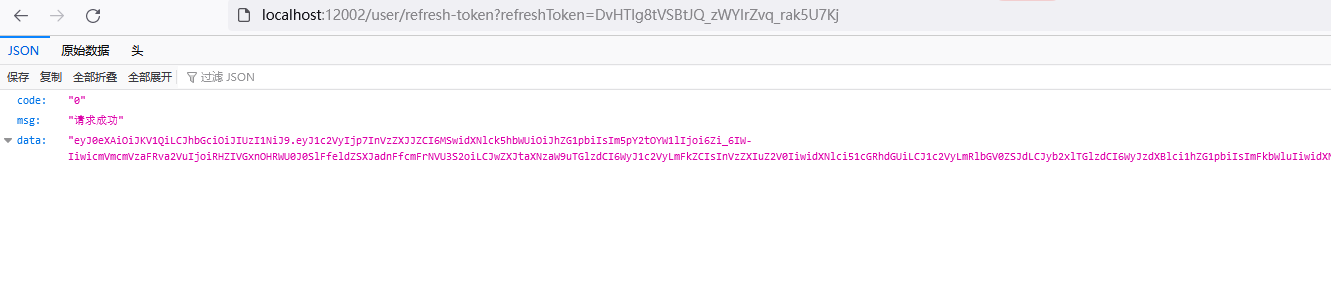 localhost:12002/user/refresh-token?refreshToken=DvHTlg8tVSBtJQ_zWYIrZvq_rak5U7Kj
JSON 原始数据 头
保存 复制 全部折叠 全部展开 过滤 JSON
code: "0"
msg: "请求成功"
data: "eyJ0eXAiOiJKV1QiLCJhbGciOiJIUzI1NiJ9.eyJ1c2VyIjp7InVzZXJJZCI6MSwidXNlck5hbWUiOiJhZG1pbiIsIm5pY2tOYW1lIjoi6Zi_6IW-
IiwicmVmcmVzaFRva2VuIjoiRHZIVGxnOHRWU0J0SlFfeldZSXJadnFfcmFrNVU3S2oiLCJwZXJtaXNzaW9uTGlzdCI6WyJ1c2VyLmFkZCIsInVzZXIuZ2V0IiwidXNlci51cGRhdGUiLCJ1c2VyLmRlbGV0ZSJdLCJyb2xlTGlzdCI6WyJzdXBlci1hZG1pbiIsImFkbWluIiwidXN